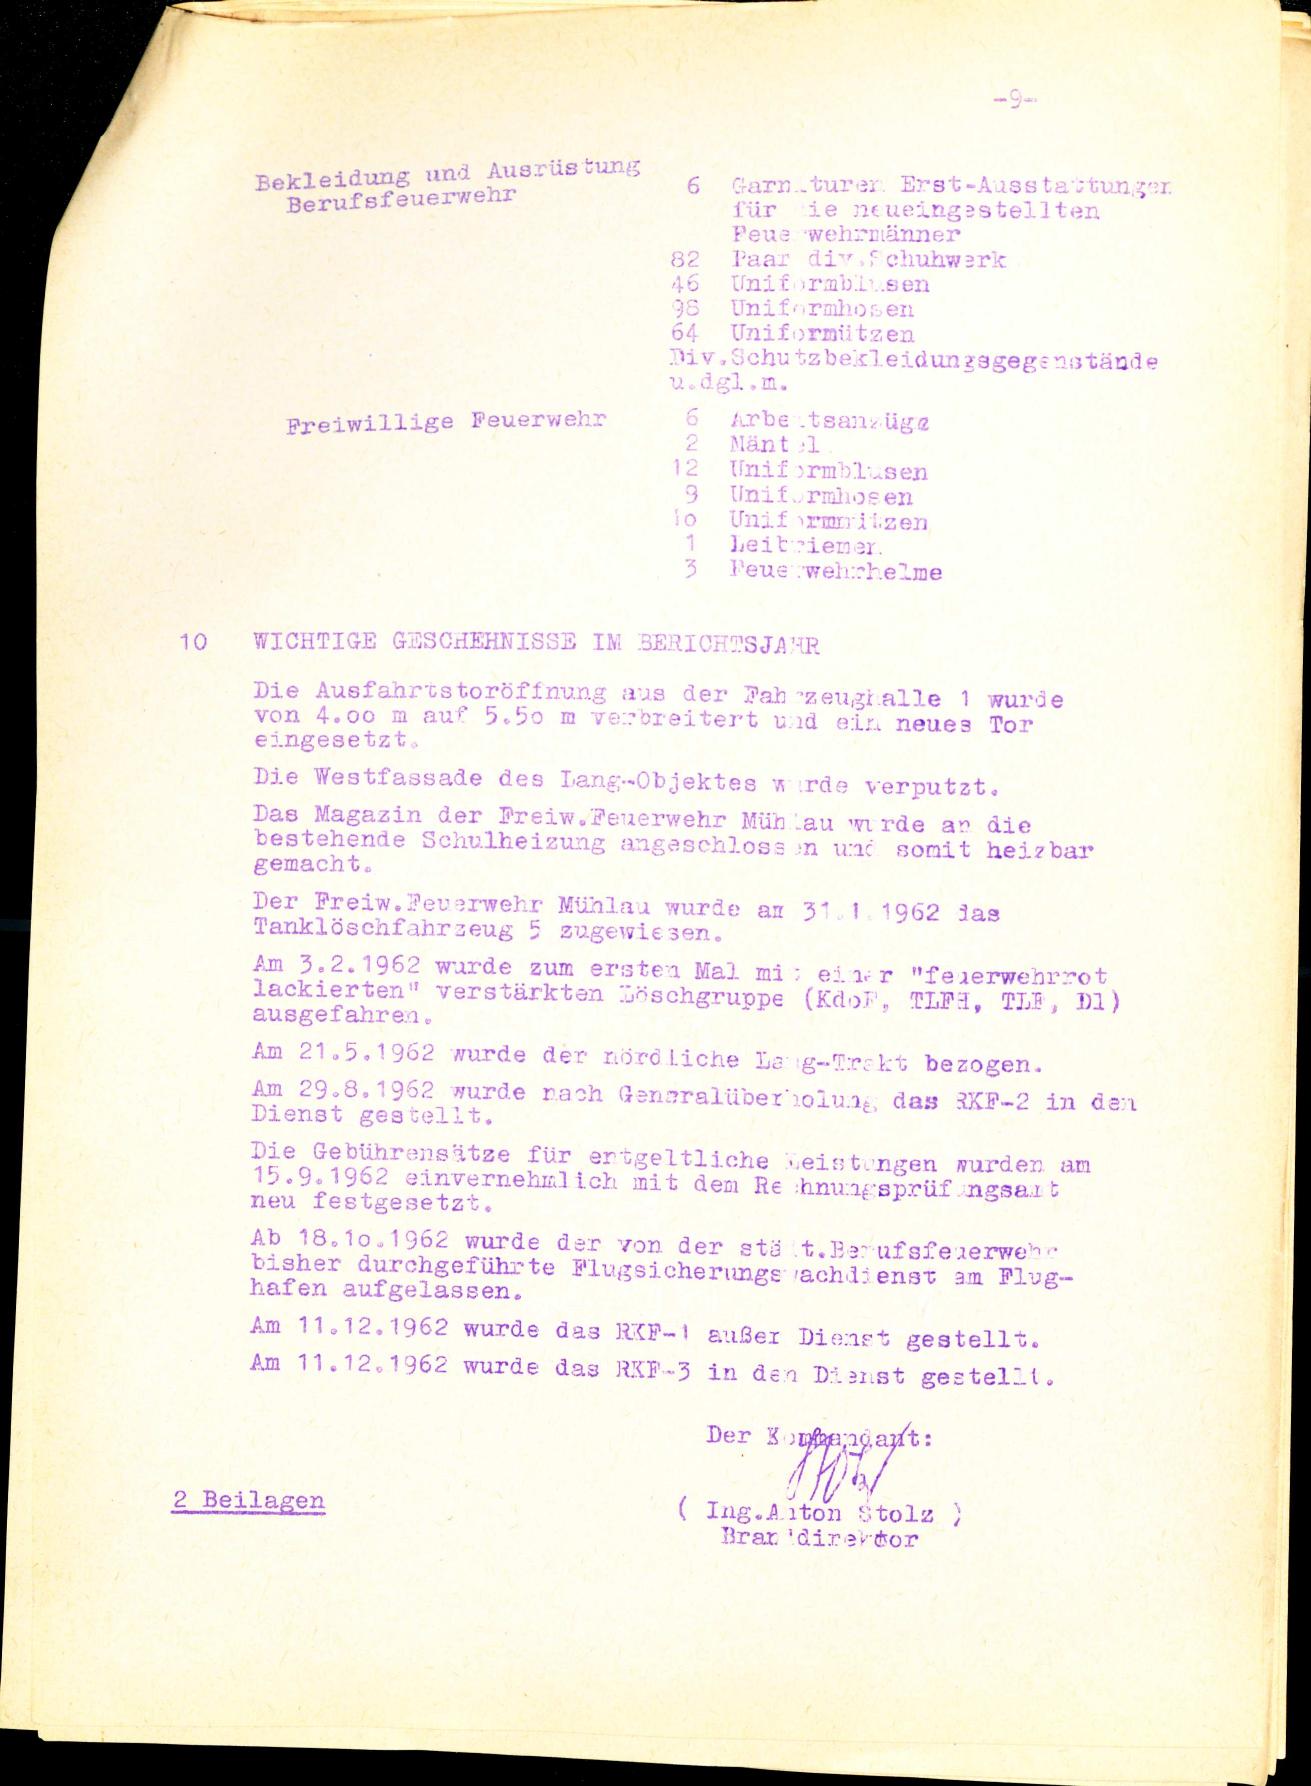 -9-
Bekleidung und Ausrüstung
Berufsfeuerwehr
6 Garnituren Erst-Ausstattungen
für die neueingestellten
Feuerwehrmänner
82 Paar div.Schuhwerk
46 Uniformblusen
98 Uniformhosen
64 Uniformützen
Div.Schutzbekleidungsgegenstände
u.dgl.m.
Freiwillige Feuerwehr
6 Arbeitsanzüge
2 Mäntel
12 Uniformblusen
9 Uniformhosen
1o Uniformmützen
1 Leibriemen
3 Feuerwehrhelme
10 WICHTIGE GESCHEHNISSE IM BERICHTSJAHR
Die Ausfahrtstoröffnung aus der Fahrzeughalle 1 wurde
von 4.oo m auf 5.5o m verbreitert und ein neues Tor
eingesetzt.
Die Westfassade des Lang-Objektes wurde verputzt.
Das Magazin der Freiw.Feuerwehr Mühlau wurde an die
bestehende Schulheizung angeschlossen und somit heizbar
gemacht.
Der Freiw.Feuerwehr Mühlau wurde am 31.1.1962 das
Tanklöschfahrzeug 5 zugewiesen.
Am 3.2.1962 wurde zum ersten Mal mit einer "feuerwehrrot
lackierten" verstärkten Löschgruppe (KdoF, TLFH, TLF, Dl)
ausgefahren.
Am 21.5.1962 wurde der nördliche Lang-Trakt bezogen.
Am 29.8.1962 wurde nach Generalüberholung das RKF-2 in den
Dienst gestellt.
Die Gebührensätze für entgeltliche Leistungen wurden am
15.9.1962 einvernehmlich mit dem Rechnungsprüfungsamt
neu festgesetzt.
Ab 18.1o.1962 wurde der von der städt.Berufsfeuerwehr
bisher durchgeführte Flugsicherungswachdienst am Flug-
hafen aufgelassen.
Am 11.12.1962 wurde das RKF-1 außer Dienst gestellt.
Am 11.12.1962 wurde das RKF-3 in den Dienst gestellt.
Der Kommandant:
Stolz
2 Beilagen
( Ing.Anton Stolz )
Branddirektor